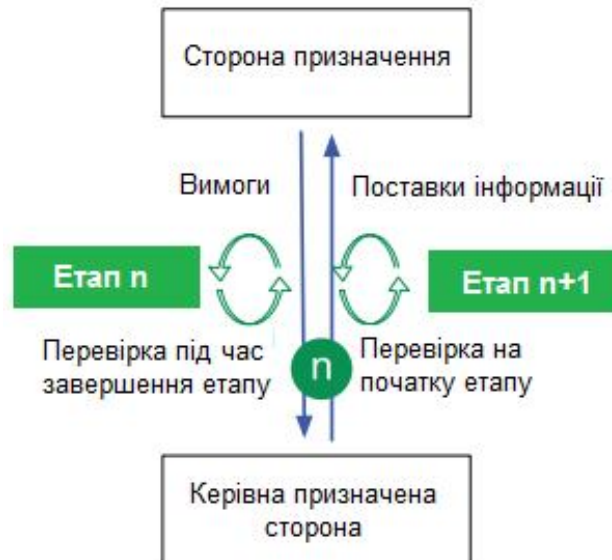 Сторона призначення
Вимоги
Поставки інформації
Етап n
Етап n+1
Перевірка під час
завершення етапу
n
Перевірка на
початку етапу
Керівна призначена
сторона